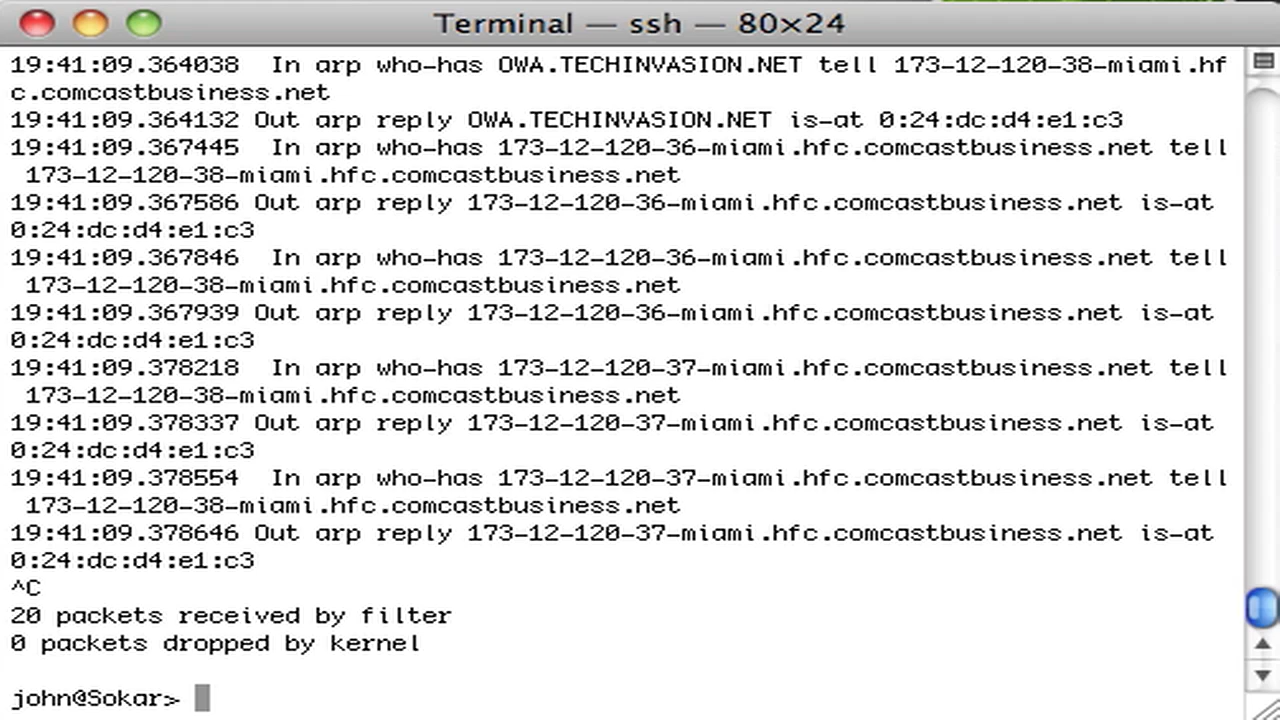 Terminal — ssh — 80×24
19:41:09.364038  In arp who-has OWA.TECHINVASION.NET tell 173-12-120-38-miami.hf
c.comcastbusiness.net
19:41:09.364132 Out arp reply OWA.TECHINVASION.NET is-at 0:24:dc:d4:e1:c3
19:41:09.367445  In arp who-has 173-12-120-36-miami.hfc.comcastbusiness.net tell
 173-12-120-38-miami.hfc.comcastbusiness.net
19:41:09.367586 Out arp reply 173-12-120-36-miami.hfc.comcastbusiness.net is-at
0:24:dc:d4:e1:c3
19:41:09.367846  In arp who-has 173-12-120-36-miami.hfc.comcastbusiness.net tell
 173-12-120-38-miami.hfc.comcastbusiness.net
19:41:09.367939 Out arp reply 173-12-120-36-miami.hfc.comcastbusiness.net is-at
0:24:dc:d4:e1:c3
19:41:09.378218  In arp who-has 173-12-120-37-miami.hfc.comcastbusiness.net tell
 173-12-120-38-miami.hfc.comcastbusiness.net
19:41:09.378337 Out arp reply 173-12-120-37-miami.hfc.comcastbusiness.net is-at
0:24:dc:d4:e1:c3
19:41:09.378554  In arp who-has 173-12-120-37-miami.hfc.comcastbusiness.net tell
 173-12-120-38-miami.hfc.comcastbusiness.net
19:41:09.378646 Out arp reply 173-12-120-37-miami.hfc.comcastbusiness.net is-at
0:24:dc:d4:e1:c3
^C
20 packets received by filter
0 packets dropped by kernel
john@Sokar>